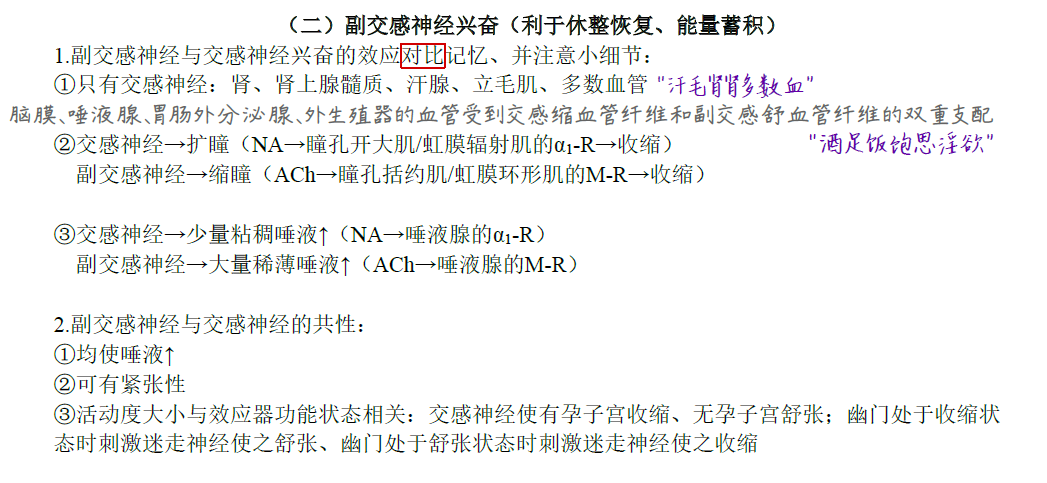 （二）副交感神经兴奋（利于休整恢复、能量蓄积）
1.副交感神经与交感神经兴奋的效应对比记忆、并注意小细节：
①只有交感神经：肾、肾上腺髓质、汗腺、立毛肌、多数血管 "汗毛肾肾多数血"
脑膜、唾液腺、胃肠外分泌腺、外生殖器的血管受到交感缩血管纤维和副交感舒血管纤维的双重支配
②交感神经→扩瞳（NA→瞳孔开大肌/虹膜辐射肌的α₁-R→收缩） "酒足饭饱思淫欲"
副交感神经→缩瞳（ACh→瞳孔括约肌/虹膜环形肌的M-R→收缩）
③交感神经→少量粘稠唾液↑（NA→唾液腺的α₁-R）
副交感神经→大量稀薄唾液↑（ACh→唾液腺的M-R）
2.副交感神经与交感神经的共性：
①均使唾液↑
②可有紧张性
③活动度大小与效应器功能状态相关：交感神经使有孕子宫收缩、无孕子宫舒张；幽门处于收缩状
态时刺激迷走神经使之舒张、幽门处于舒张状态时刺激迷走神经使之收缩